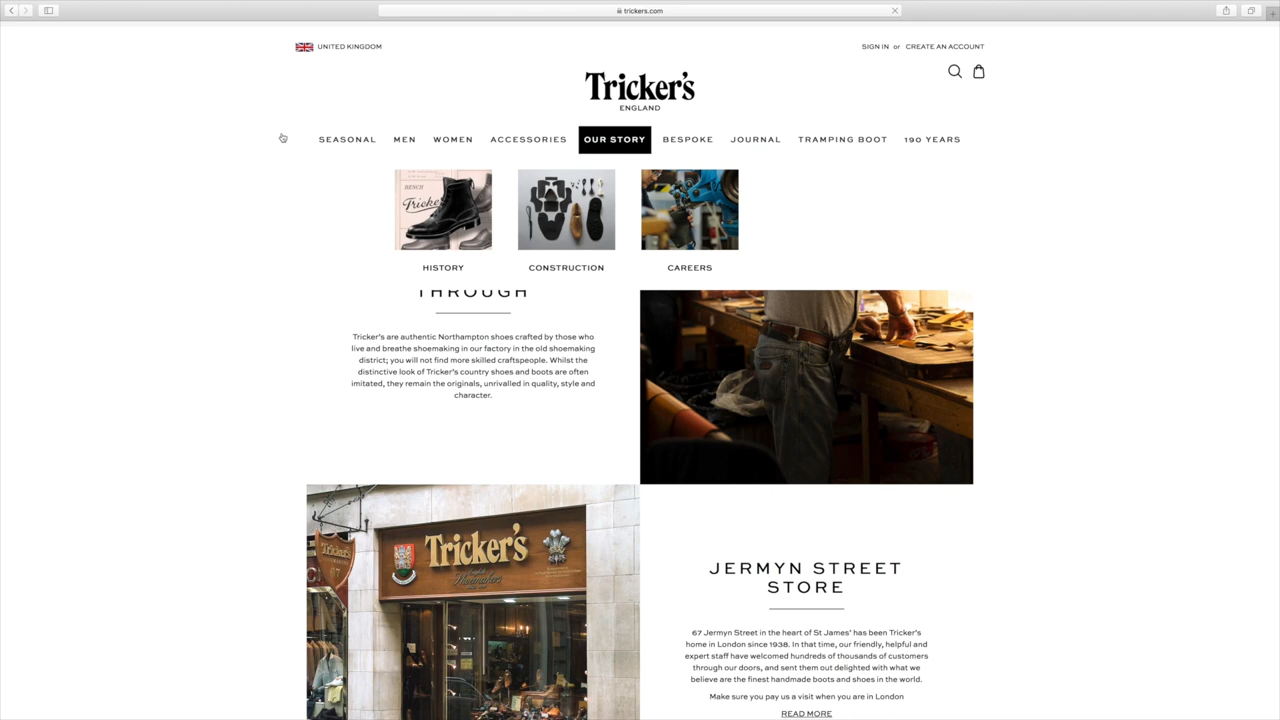 trickers.com
UNITED KINGDOM
SIGN IN or CREATE AN ACCOUNT
Tricker's
ENGLAND
SEASONAL MEN WOMEN ACCESSORIES OUR STORY BESPOKE JOURNAL TRAMPING BOOT 190 YEARS
BENCH
HISTORY CONSTRUCTION CAREERS
THROUGH
Tricker's are authentic Northampton shoes crafted by those who
live and breathe shoemaking in our factory in the old shoemaking
district; you will not find more skilled craftspeople. Whilst the
distinctive look of Tricker's country shoes and boots are often
imitated, they remain the originals, unrivalled in quality, style and
character.
Tricker's
Tricker's
67
Shoemakers
JERMYN STREET
STORE
67 Jermyn Street in the heart of St James' has been Tricker's
home in London since 1938. In that time, our friendly, helpful and
expert staff have welcomed hundreds of thousands of customers
through our doors, and sent them out delighted with what we
believe are the finest handmade boots and shoes in the world.
Make sure you pay us a visit when you are in London
READ MORE